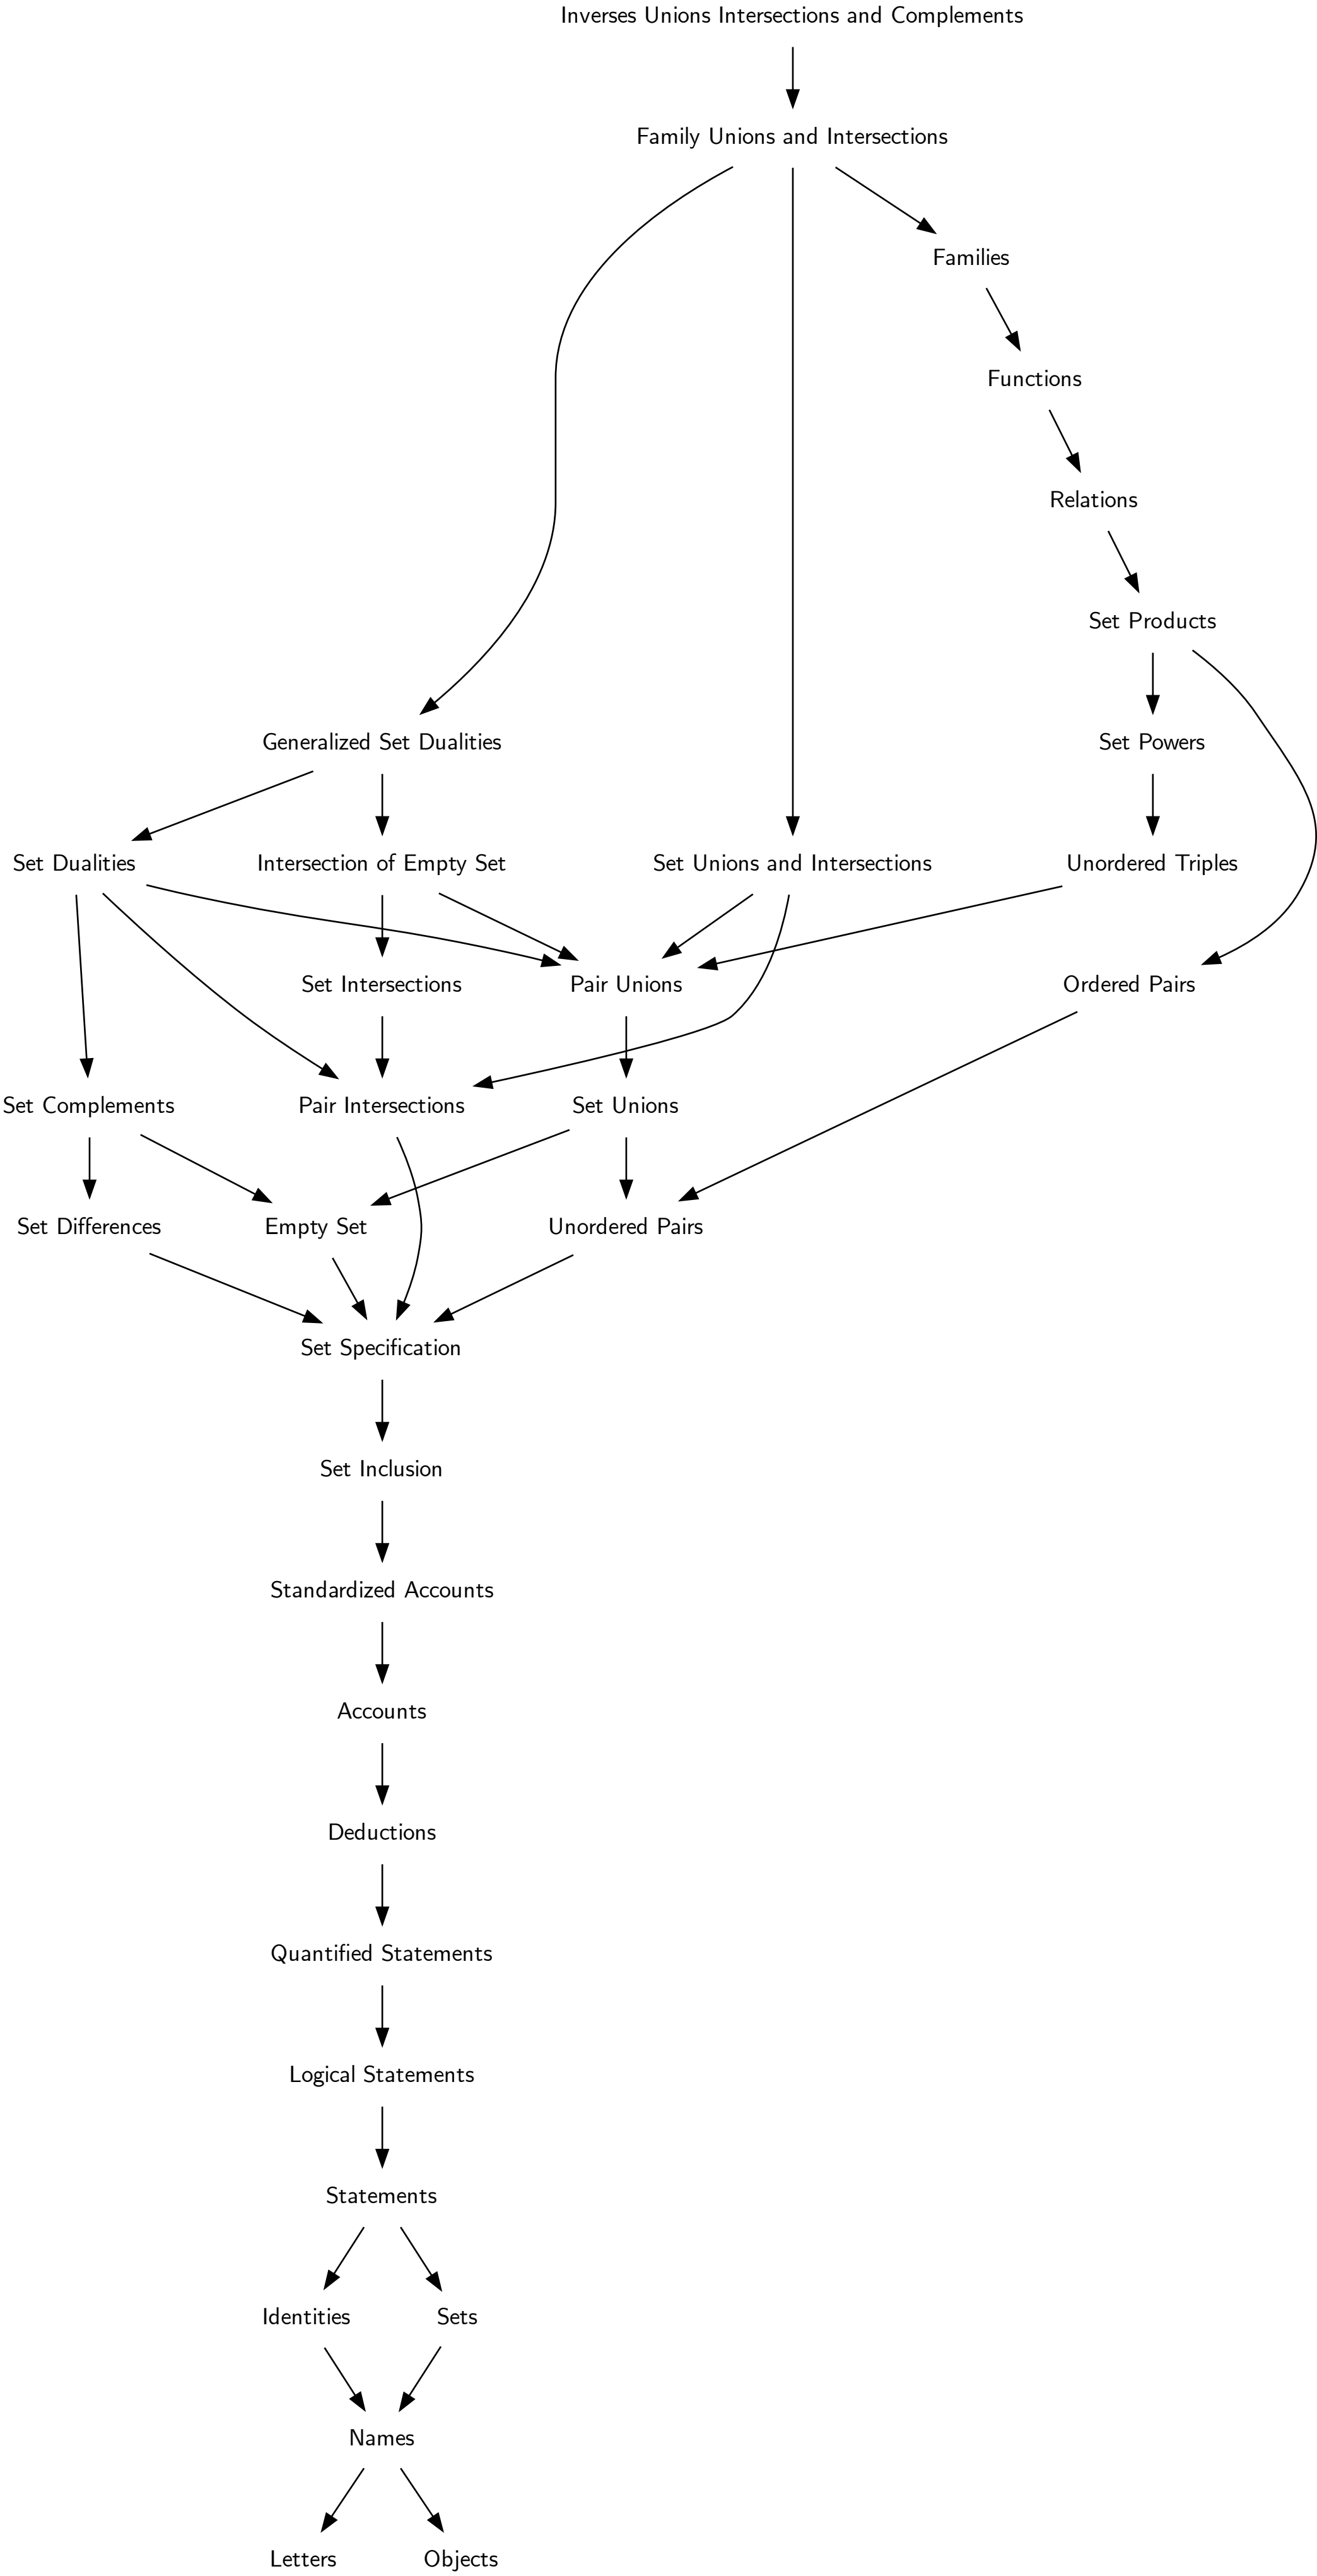 Inverses Unions Intersections and Complements
Family Unions and Intersections
Families
Functions
Relations
Set Products
Generalized Set Dualities
Set Powers
Set Dualities
Intersection of Empty Set
Set Unions and Intersections
Unordered Triples
Set Intersections
Pair Unions
Ordered Pairs
Set Complements
Pair Intersections
Set Unions
Set Differences
Empty Set
Unordered Pairs
Set Specification
Set Inclusion
Standardized Accounts
Accounts
Deductions
Quantified Statements
Logical Statements
Statements
Identities
Sets
Names
Letters
Objects